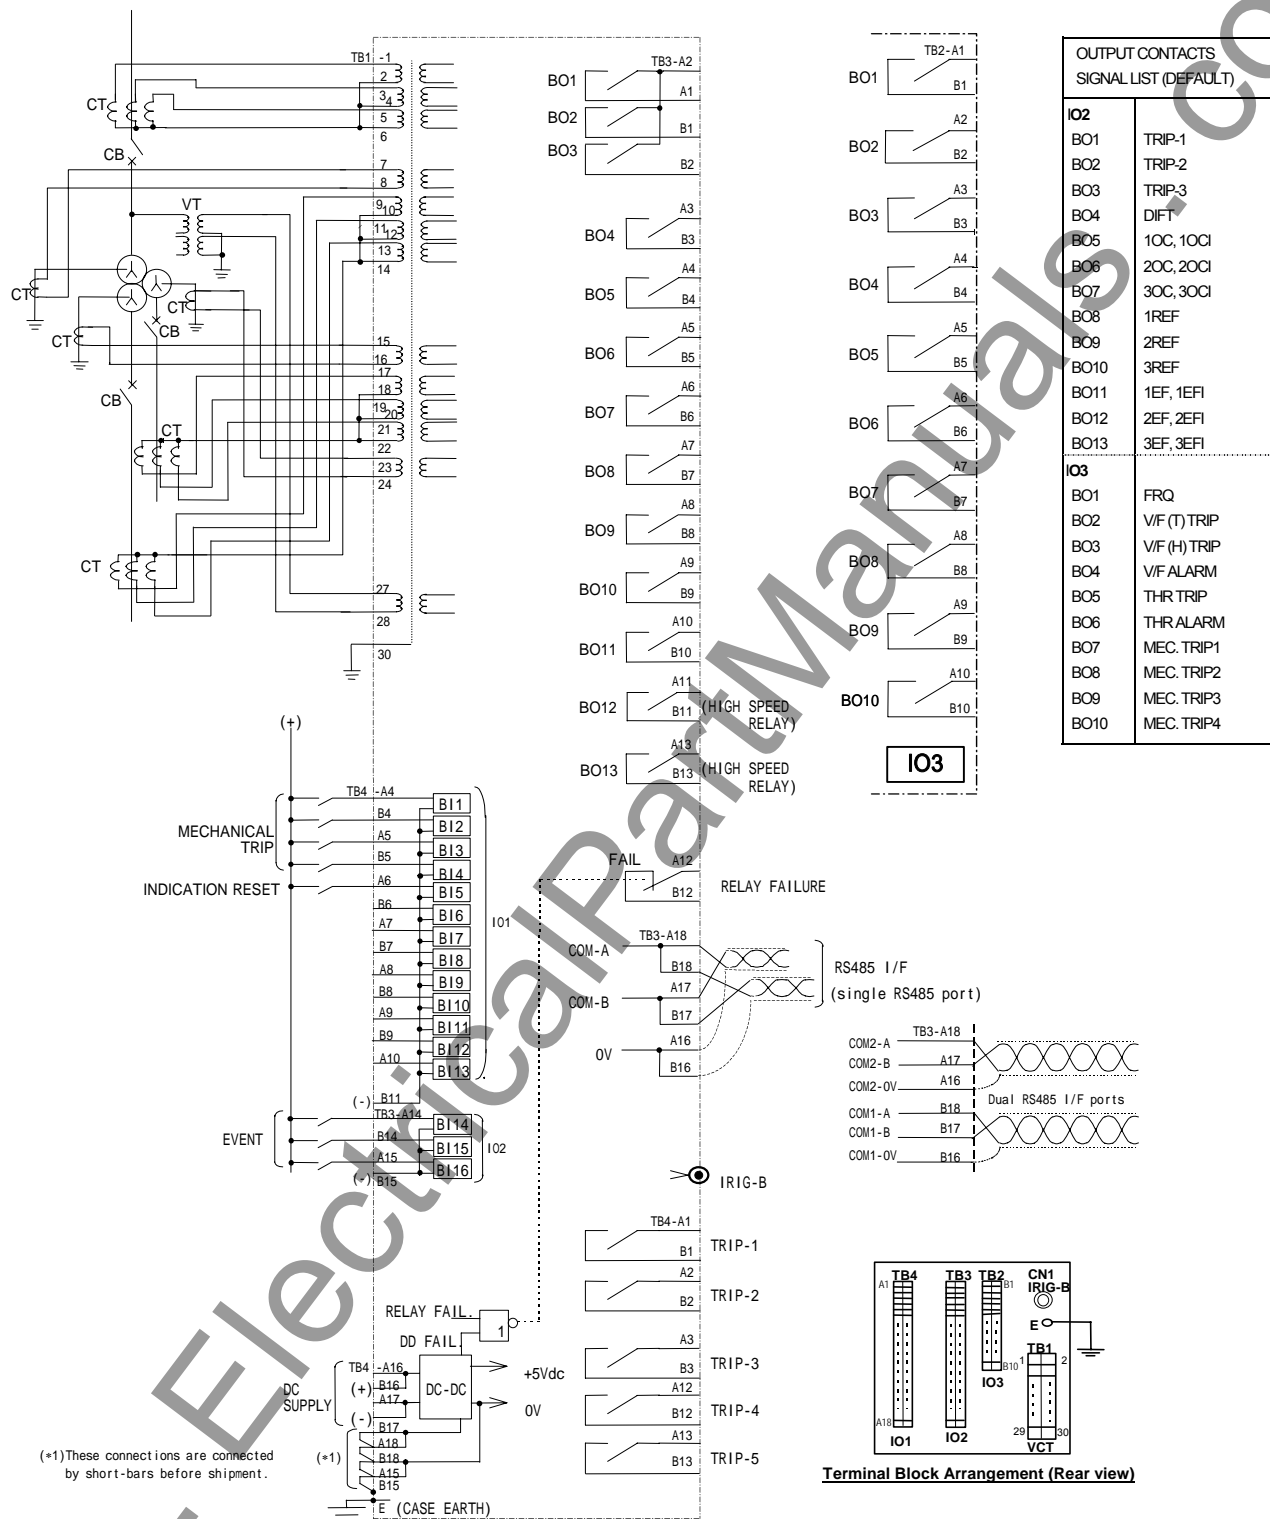 TB1 -1
2
3
4
5
6
7
8
9
10
11
12
13
14
15
16
17
18
19
20
21
22
23
24
27
28
30
CT
CB
VT
CT
CT
CT
CB
CB
CT
CT
BO1
TB3-A2
A1
BO2
B1
BO3
B2
BO4
A3
B3
BO5
A4
B4
BO6
A5
B5
BO7
A6
B6
BO8
A7
B7
BO9
A8
B8
BO10
A9
B9
BO11
A10
B10
BO12
A11
B11
(HIGH SPEED
RELAY)
BO13
A13
B13
(HIGH SPEED
RELAY)
FAIL
A12
B12
RELAY FAILURE
BO1
TB2-A1
B1
BO2
A2
B2
BO3
A3
B3
BO4
A4
B4
BO5
A5
B5
BO6
A6
B6
BO7
A7
B7
BO8
A8
B8
BO9
A9
B9
BO10
A10
B10
IO3
OUTPUT CONTACTS
SIGNAL LIST (DEFAULT)
IO2
BO1 TRIP-1
BO2 TRIP-2
BO3 TRIP-3
BO4 DIFT
BO5 1OC, 1OCI
BO6 2OC, 2OCI
BO7 3OC, 3OCI
BO8 1REF
BO9 2REF
BO10 3REF
BO11 1EF, 1EFI
BO12 2EF, 2EFI
BO13 3EF, 3EFI
IO3
BO1 FRQ
BO2 V/F (T) TRIP
BO3 V/F (H) TRIP
BO4 V/F ALARM
BO5 THR TRIP
BO6 THR ALARM
BO7 MEC. TRIP1
BO8 MEC. TRIP2
BO9 MEC. TRIP3
BO10 MEC. TRIP4
(+)
MECHANICAL
TRIP
INDICATION RESET
TB4 -A4
B4
A5
B5
A6
B6
A7
B7
A8
B8
A9
B9
A10
(-) B11
BI1
BI2
BI3
BI4
BI5
BI6
BI7
BI8
BI9
BI10
BI11
BI12
BI13
IO1
EVENT
TB3-A14
B14
A15
(-) B15
BI14
BI15
BI16
IO2
COM-A
TB3-A18
B18
COM-B
A17
B17
0V
A16
B16
RS485 I/F
(single RS485 port)
COM2-A TB3-A18
COM2-B A17
COM2-0V A16
Dual RS485 I/F ports
COM1-A B18
COM1-B B17
COM1-0V B16
IRIG-B
TB4-A1
B1
TRIP-1
A2
B2
TRIP-2
A3
B3
TRIP-3
A12
B12
TRIP-4
A13
B13
TRIP-5
RELAY FAIL.
DD FAIL.
1
DC
SUPPLY
TB4 -A16
(+) B16
A17
(-)
B17
A18
B18
A15
B15
(*1)
DC-DC
+5Vdc
0V
E (CASE EARTH)
(*1)These connections are connected
by short-bars before shipment.
TB4
TB3
TB2
CN1
IRIG-B
A1
B1
E
TB1
1
2
B10
IO3
A18
IO1
IO2
29
30
VCT
Terminal Block Arrangement (Rear view)
ElectricalPartManuals . co